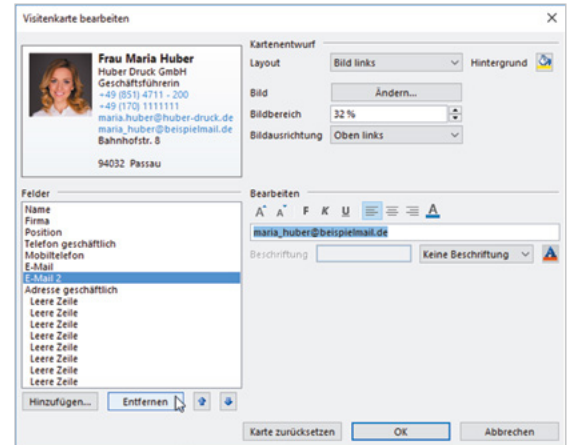 Visitenkarte bearbeiten
Frau Maria Huber
Huber Druck GmbH
Geschäftsführerin
+49 (851) 4711 - 200
+49 (170) 1111111
maria.huber@huber-druck.de
maria_huber@beispielmail.de
Bahnhofstr. 8
94032 Passau
Kartenentwurf
Layout Bild links Hintergrund
Bild Ändern...
Bildbereich 32 %
Bildausrichtung Oben links
Felder
Name
Firma
Position
Telefon geschäftlich
Mobiltelefon
E-Mail
E-Mail 2
Adresse geschäftlich
Leere Zeile
Leere Zeile
Leere Zeile
Leere Zeile
Leere Zeile
Leere Zeile
Leere Zeile
Leere Zeile
Hinzufügen... Entfernen
Bearbeiten
A A F K U A
maria_huber@beispielmail.de
Beschriftung Keine Beschriftung A
Karte zurücksetzen OK Abbrechen